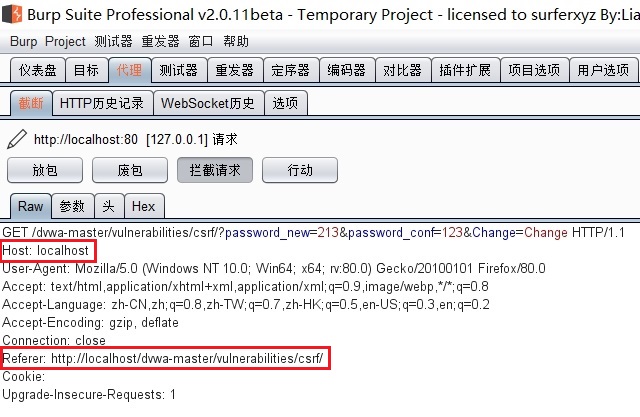 Burp Suite Professional v2.0.11beta - Temporary Project - licensed to surferxyz By:Lia
Burp Project 测试器 重发器 窗口 帮助
仪表盘 目标 代理 测试器 重发器 定序器 编码器 对比器 插件扩展 项目选项 用户选项
截断 HTTP历史记录 WebSocket历史 选项
http://localhost:80 [127.0.0.1] 请求
放包 废包 拦截请求 行动
Raw 参数 头 Hex
GET /dwa-master/vulnerabilities/csrf/?password_new=213&password_conf=123&Change=Change HTTP/1.1
Host: localhost
User-Agent: Mozilla/5.0 (Windows NT 10.0; Win64; x64; rv:80.0) Gecko/20100101 Firefox/80.0
Accept: text/html,application/xhtml+xml,application/xml;q=0.9,image/webp,*/*;q=0.8
Accept-Language: zh-CN,zh;q=0.8,zh-TW;q=0.7,zh-HK;q=0.5,en-US;q=0.3,en;q=0.2
Accept-Encoding: gzip, deflate
Connection: close
Referer: http://localhost/dvwa-master/vulnerabilities/csrf/
Cookie:
Upgrade-Insecure-Requests: 1